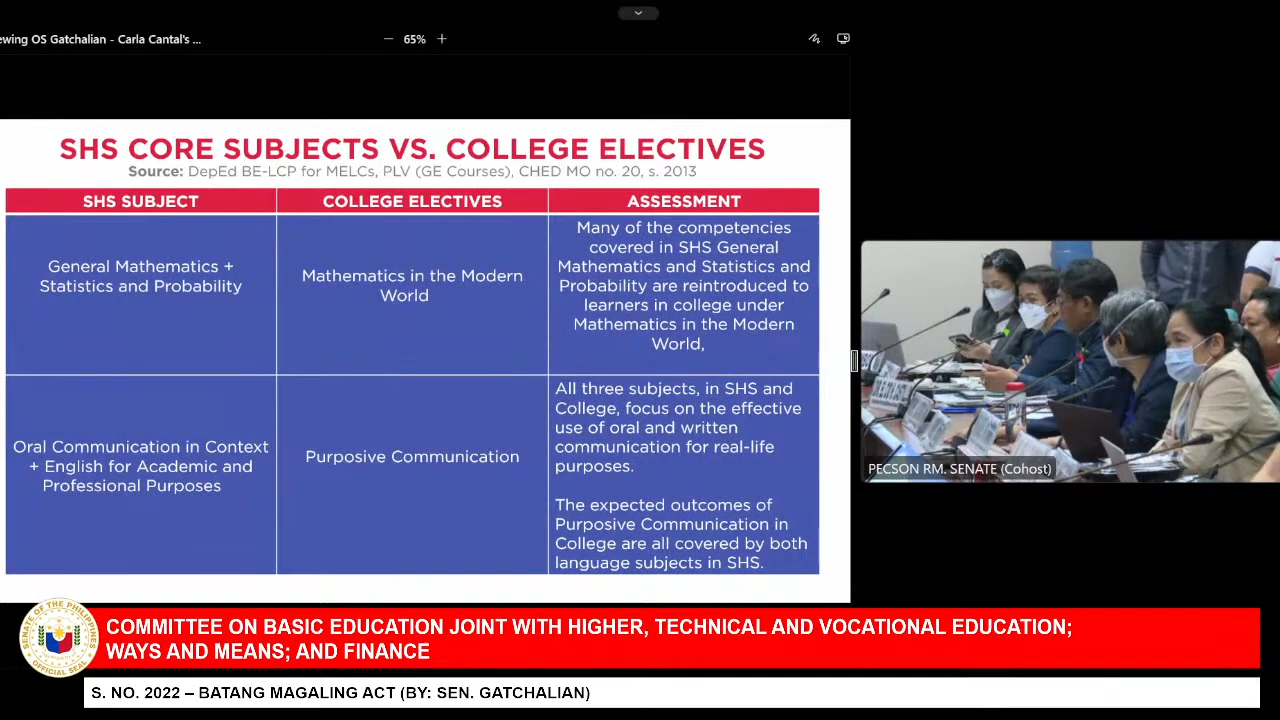 ewing OS Gatchalian - Carla Cantal's ...
65%
SHS CORE SUBJECTS VS. COLLEGE ELECTIVES
Source: DepEd BE-LCP for MELCs, PLV (GE Courses), CHED MO no. 20, s. 2013
SHS SUBJECT
COLLEGE ELECTIVES
ASSESSMENT
General Mathematics +
Statistics and Probability
Mathematics in the Modern
World
Many of the competencies
covered in SHS General
Mathematics and Statistics and
Probability are reintroduced to
learners in college under
Mathematics in the Modern
World,
Oral Communication in Context
+ English for Academic and
Professional Purposes
Purposive Communication
All three subjects, in SHS and
College, focus on the effective
use of oral and written
communication for real-life
purposes.
The expected outcomes of
Purposive Communication in
College are all covered by both
language subjects in SHS.
PECSON RM. SENATE (Cohost)
SENATE OF THE PHILIPPINES
OFFICIAL SEAL
COMMITTEE ON BASIC EDUCATION JOINT WITH HIGHER, TECHNICAL AND VOCATIONAL EDUCATION;
WAYS AND MEANS; AND FINANCE
S. NO. 2022 – BATANG MAGALING ACT (BY: SEN. GATCHALIAN)